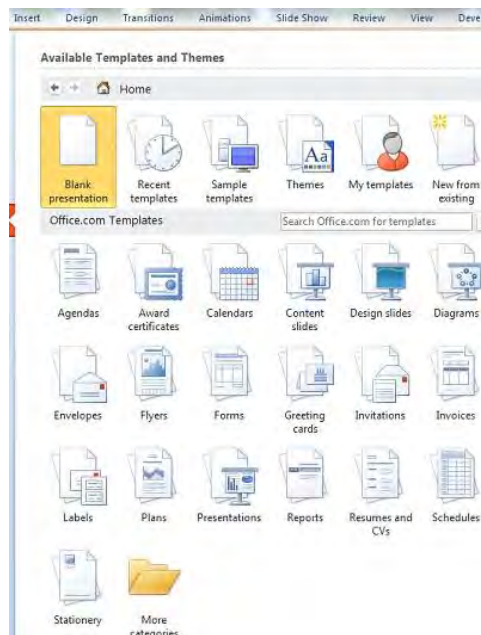 Insert Design Transitions Animations Slide Show Review View Deve
Available Templates and Themes
Home
Blank presentation
Recent templates
Sample templates
Aa
Themes
My templates
New from existing
Office.com Templates
Search Office.com for templates
Agendas
Award certificates
Calendars
Content slides
Design slides
Diagrams
Envelopes
Flyers
Forms
Greeting cards
Invitations
Invoices
Labels
Plans
Presentations
Reports
Resumes and CVs
Schedules
Stationery
More categories